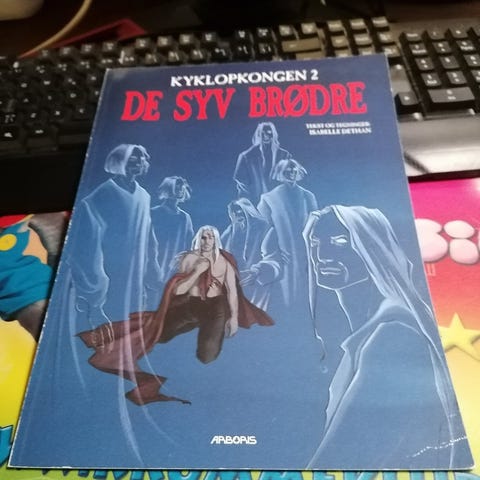 KYKLOPKONGEN 2
DE SYV BRØDRE
TEKST OG TEGNINGER
ISABELLE DETHAN
ARBORIS